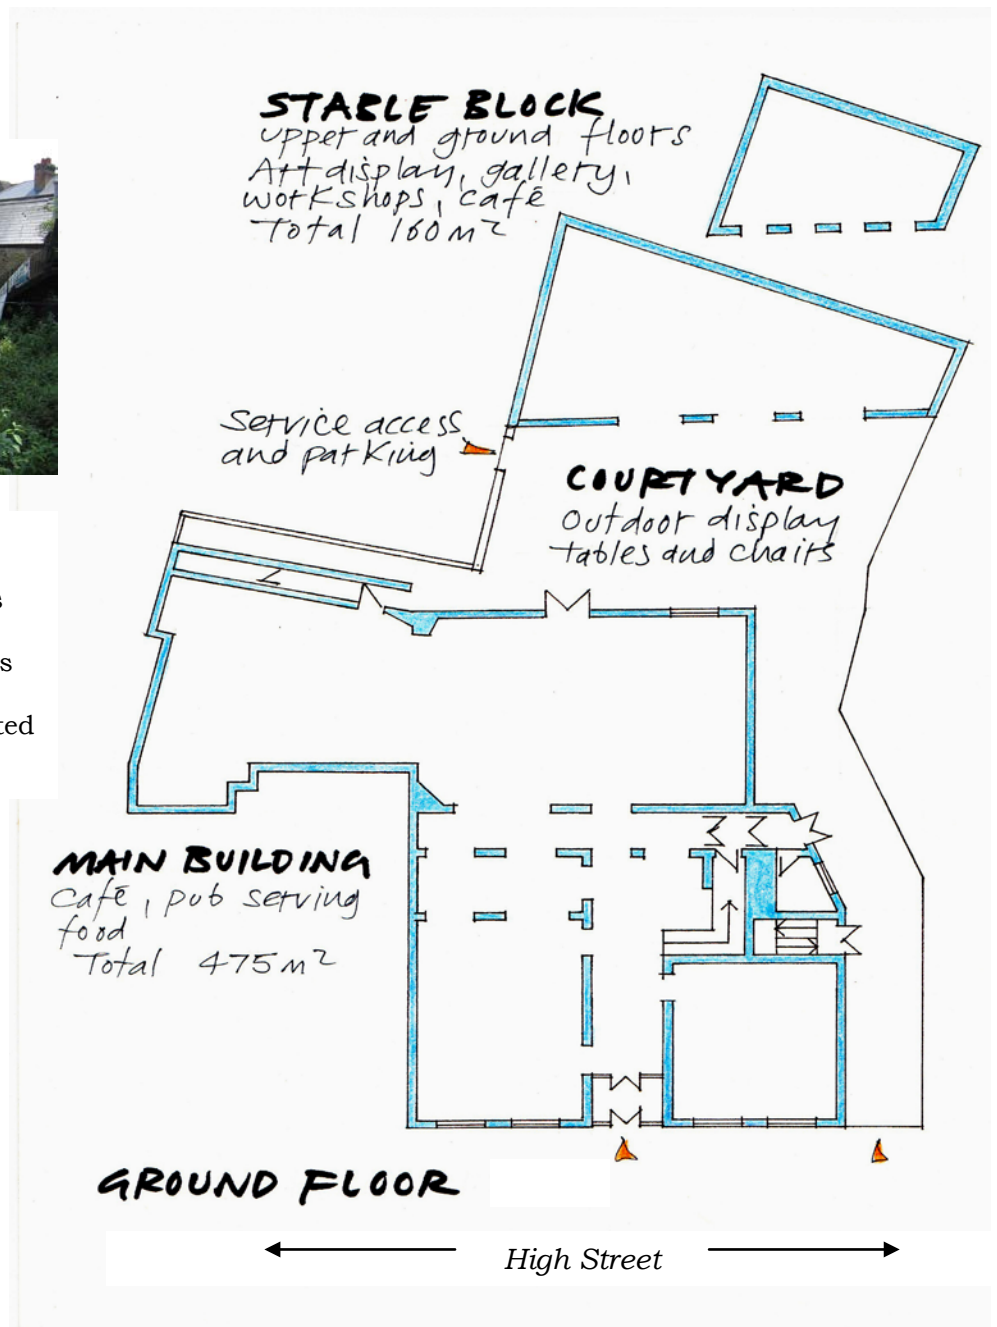 STABLE BLOCK
upper and ground floors
Art display, gallery,
workshops, café
Total 160m²
Service access
and parking
COURTYARD
Outdoor display
tables and chairs
s
s
ted
MAIN BUILDING
Café, pub serving
food
Total 475m²
GROUND FLOOR
High Street